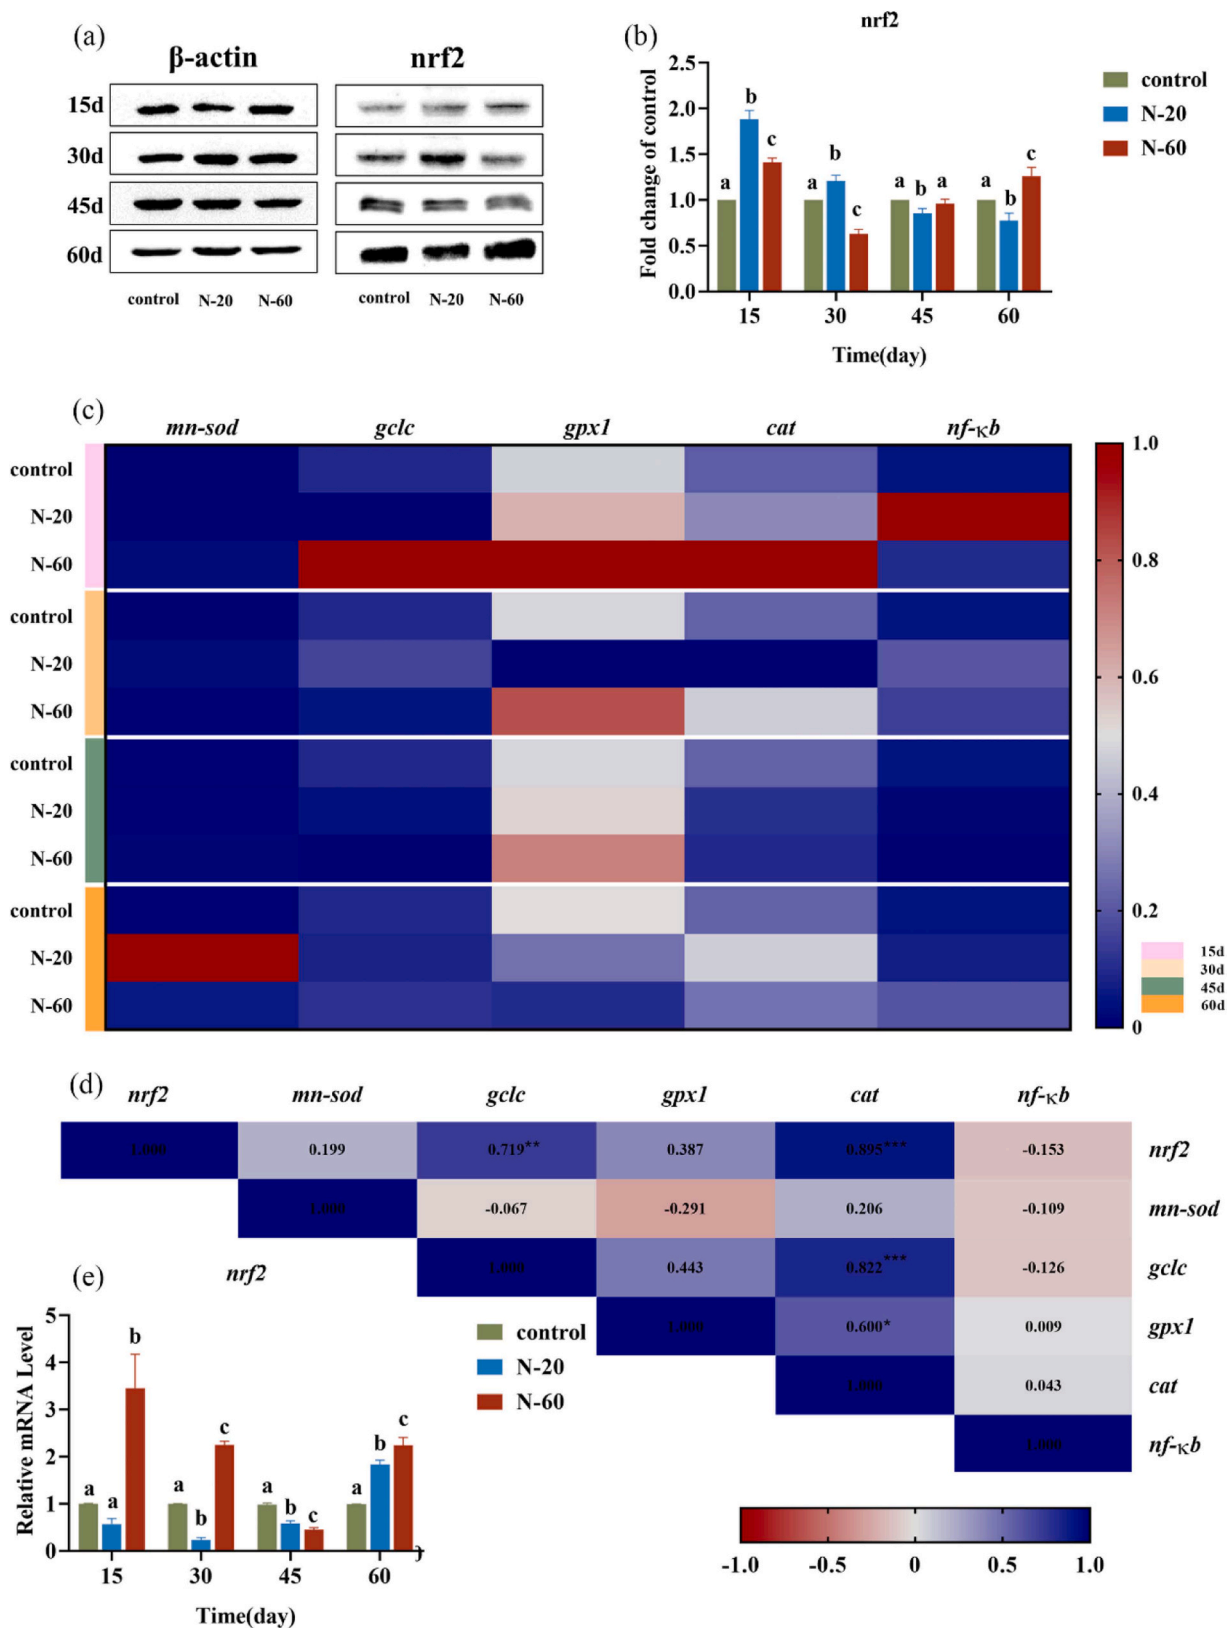 (a)
β-actin nrf2
15d
30d
45d
60d
control N-20 N-60 control N-20 N-60
(b)
nrf2
Fold change of control
2.5
2.0
1.5
1.0
0.5
0.0
a b c a b c a b a a b c
15 30 45 60
Time(day)
control
N-20
N-60
(c)
mn-sod gclc gpx1 cat nf-κb
control
N-20
N-60
control
N-20
N-60
control
N-20
N-60
control
N-20
N-60
1.0
0.8
0.6
0.4
0.2
0
15d
30d
45d
60d
(d)
nrf2 mn-sod gclc gpx1 cat nf-κb
1.000 0.199 0.719** 0.387 0.895*** -0.153 nrf2
1.000 -0.067 -0.291 0.206 -0.109 mn-sod
1.000 0.443 0.822*** -0.126 gclc
1.000 0.600* 0.009 gpx1
1.000 0.043 cat
1.000 nf-κb
-1.0 -0.5 0 0.5 1.0
(e)
nrf2
Relative mRNA Level
5
4
3
2
1
0
a a b a b c a b c a b c
15 30 45 60
Time(day)
control
N-20
N-60